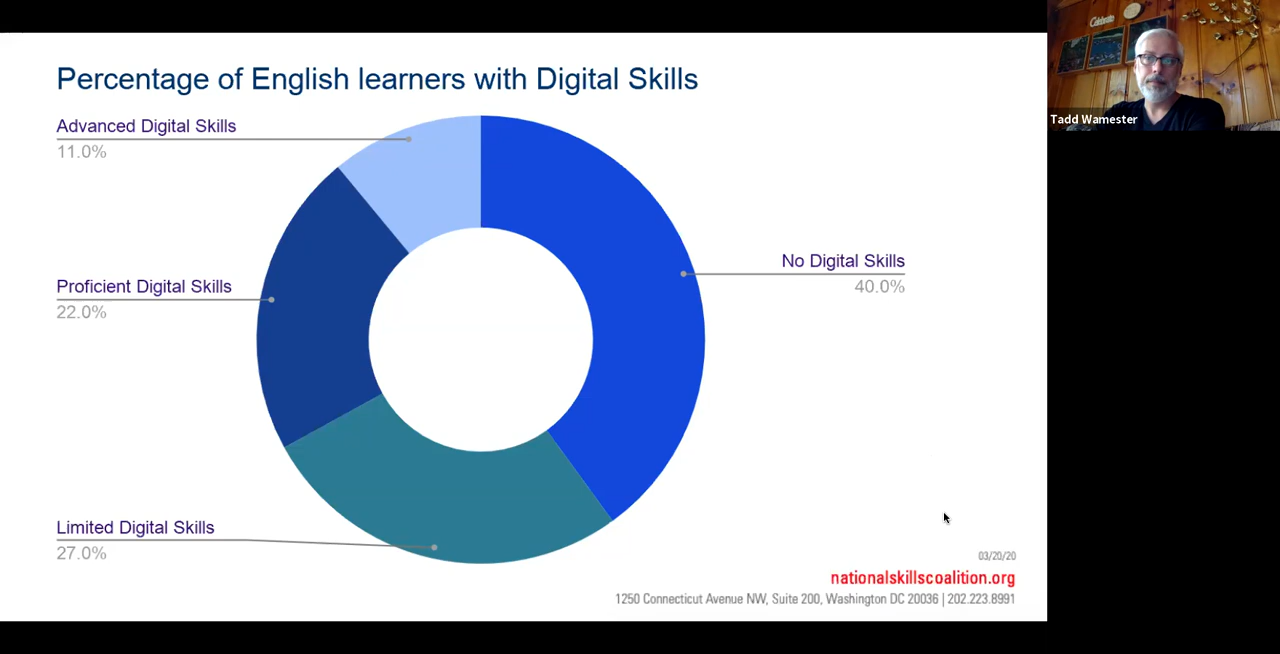 Percentage of English learners with Digital Skills
Advanced Digital Skills
11.0%
No Digital Skills
40.0%
Proficient Digital Skills
22.0%
Limited Digital Skills
27.0%
03/20/20
nationalskillscoalition.org
1250 Connecticut Avenue NW, Suite 200, Washington DC 20036 | 202.223.8991
Celebrate
Tadd Wamester